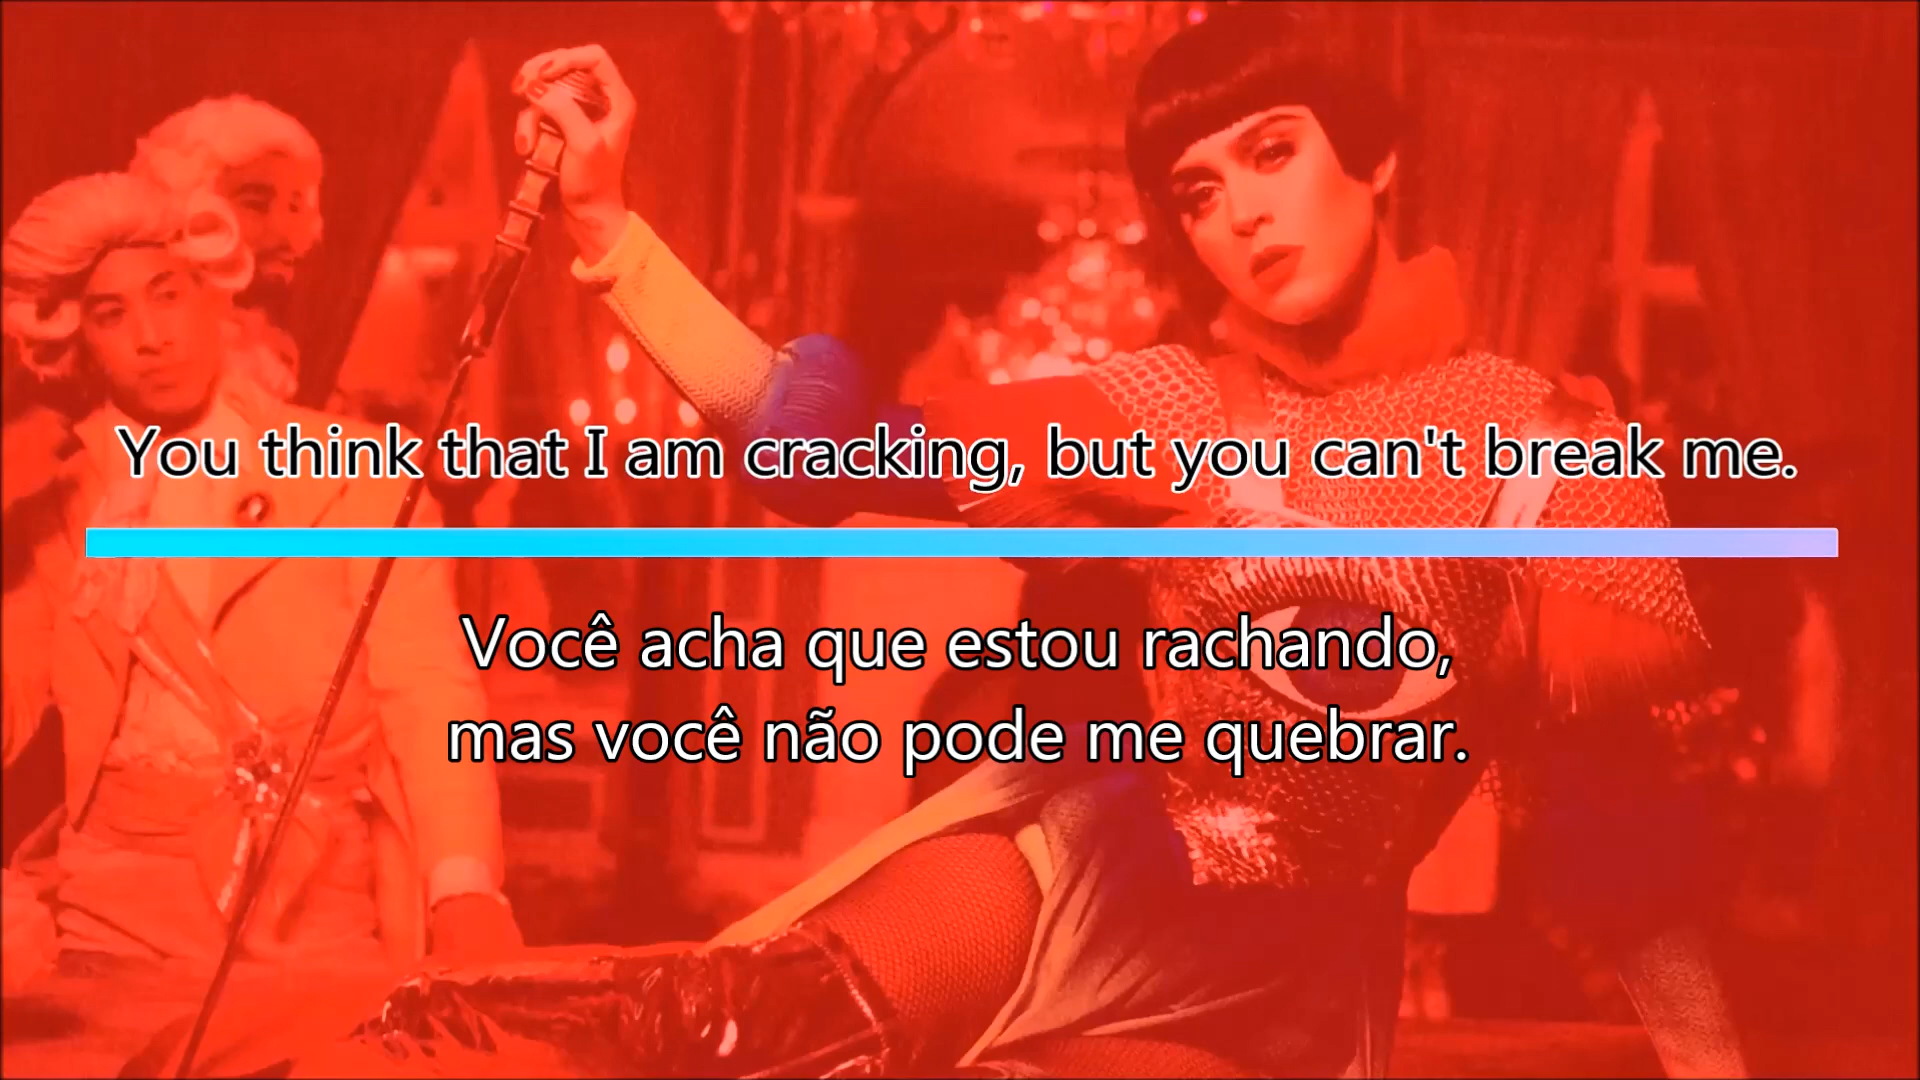 You think that I am cracking, but you can't break me.
Você acha que estou rachando,
mas você não pode me quebrar.